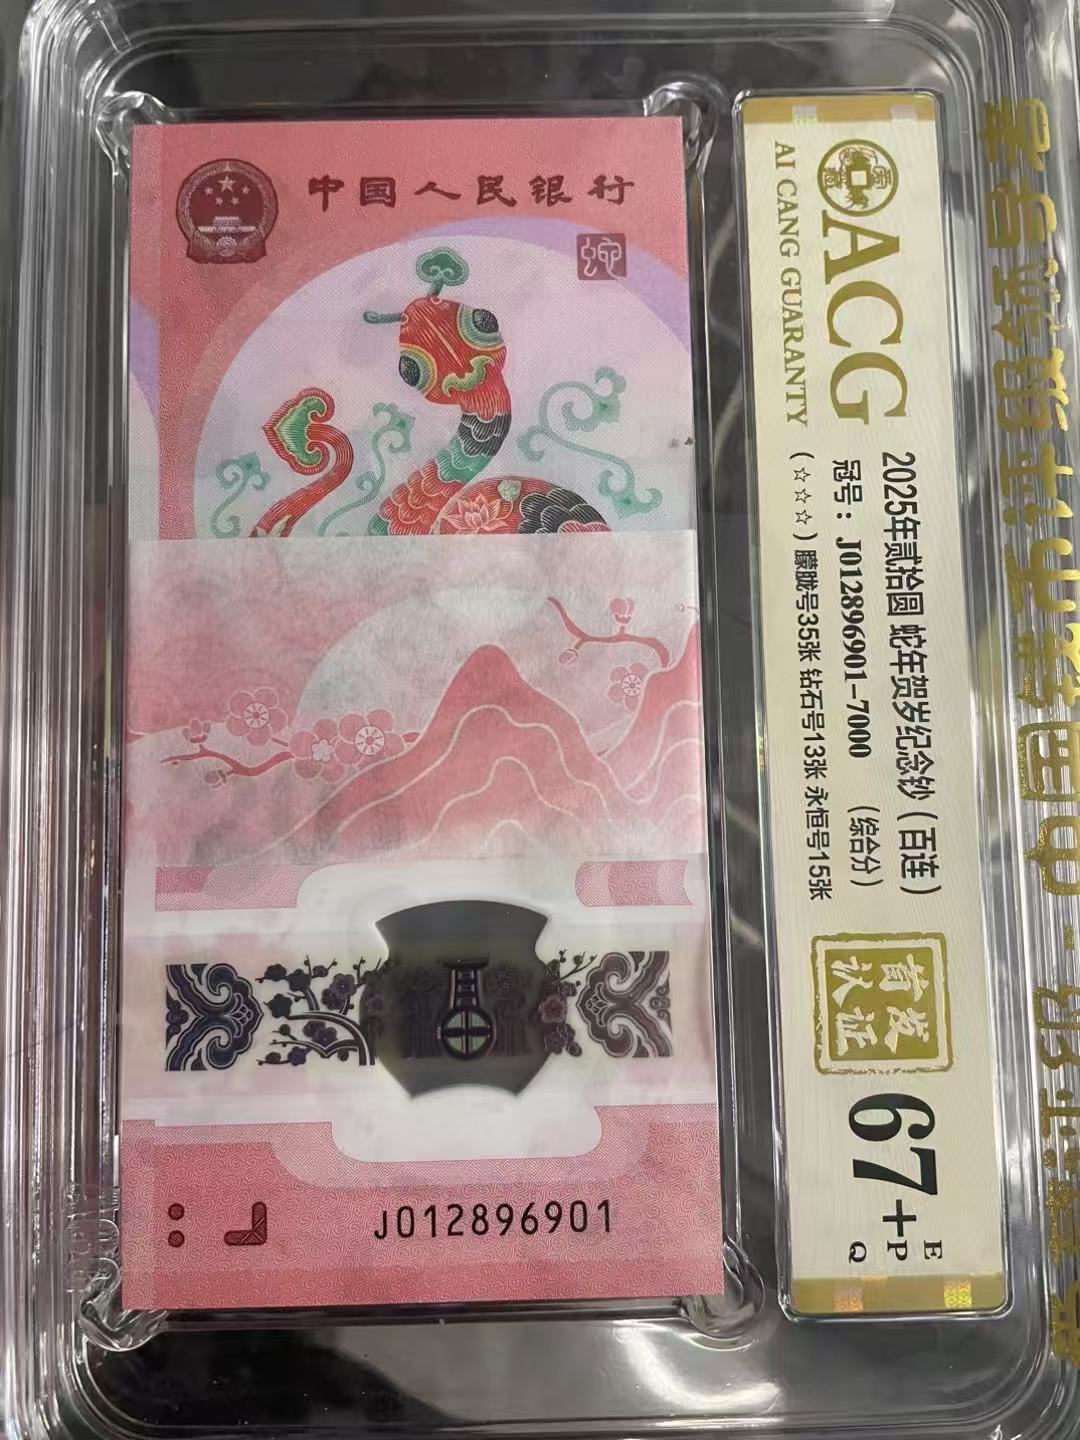 中国人民银行
蛇
J012896901
ACG
AI CANG GUARANTY
2025年贰拾圆 蛇年贺岁纪念钞（百连）
冠号：J012896901-7000 （综合分）
（☆☆☆）朦胧号35张 钻石号13张 永恒号15张
首发
认证
67+
E
P
Q